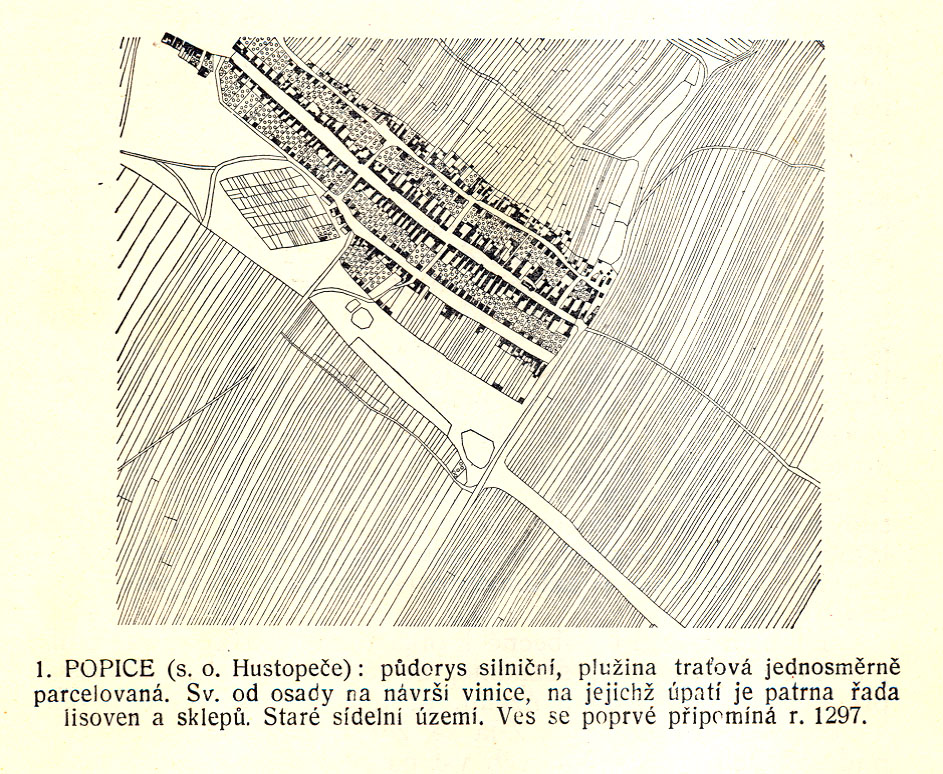 1. POPICE (s. o. Hustopeče) : půdorys silniční, plužina traťová jednosměrně
parcelovaná. Sv. od osady na návrší vinice, na jejichž úpatí je patrna řada
lisoven a sklepů. Staré sídelní území. Ves se poprvé připomíná r. 1297.